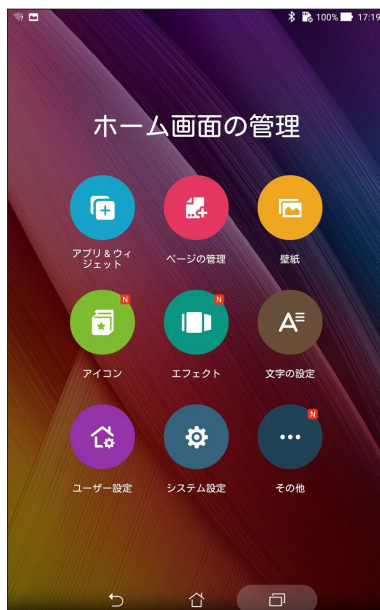 100% 17:19
ホーム画面の管理
アプリ&ウィ
ジェット
ページの管理
壁紙
N
N
アイコン
エフェクト
文字の設定
N
ユーザー設定
システム設定
その他